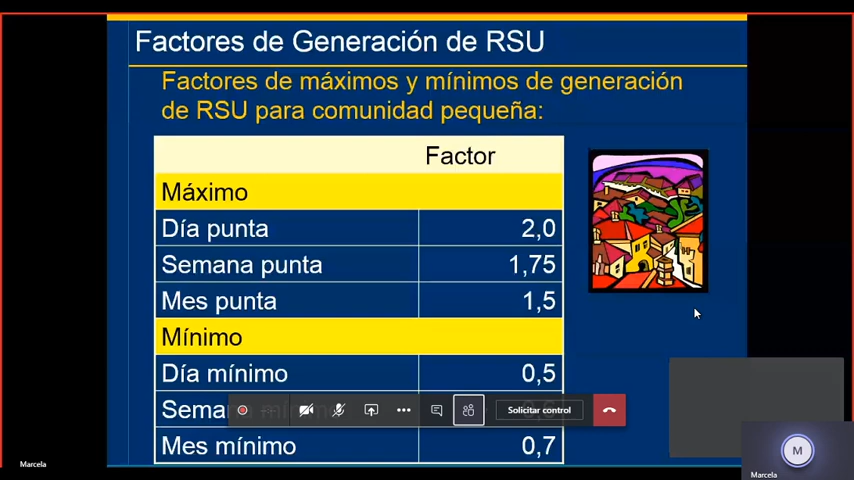 Factores de Generación de RSU
Factores de máximos y mínimos de generación
de RSU para comunidad pequeña:
Factor
Máximo
Día punta 2,0
Semana punta 1,75
Mes punta 1,5
Mínimo
Día mínimo 0,5
Solicitar control
Mes mínimo 0,7
M
Marcela
Marcela